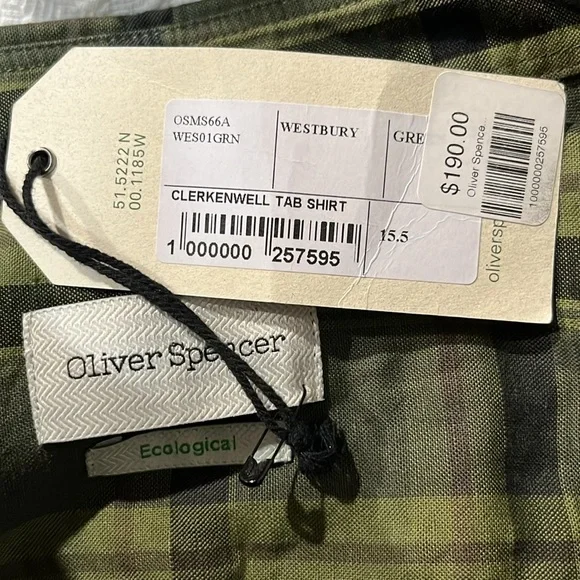 51.5222 N
00.1185W
OSMS66A
WES01GRN
WESTBURY
GRE
CLERKENWELL TAB SHIRT
1 000000 257595
15.5
$190.00
Oliver Spence...
1000000257595
oliversp
Oliver Spencer
Ecological